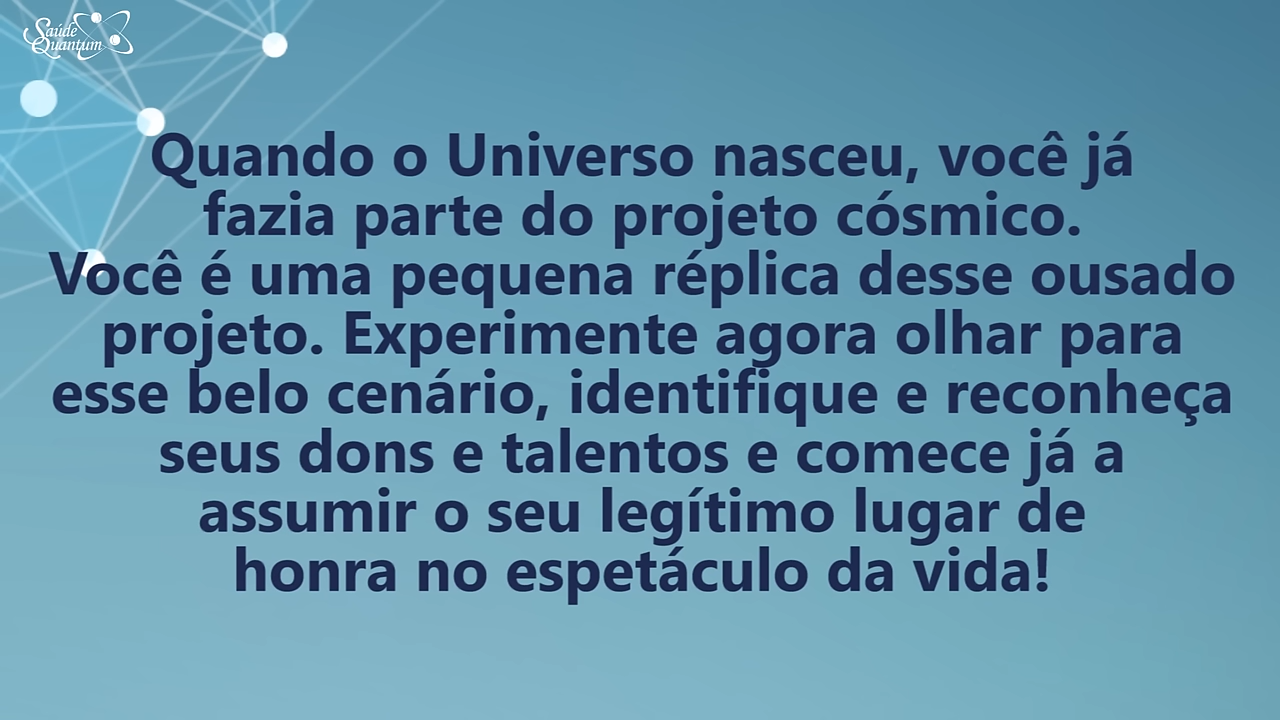 Saúde
Quantum
Quando o Universo nasceu, você já
fazia parte do projeto cósmico.
Você é uma pequena réplica desse ousado
projeto. Experimente agora olhar para
esse belo cenário, identifique e reconheça
seus dons e talentos e comece já a
assumir o seu legítimo lugar de
honra no espetáculo da vida!